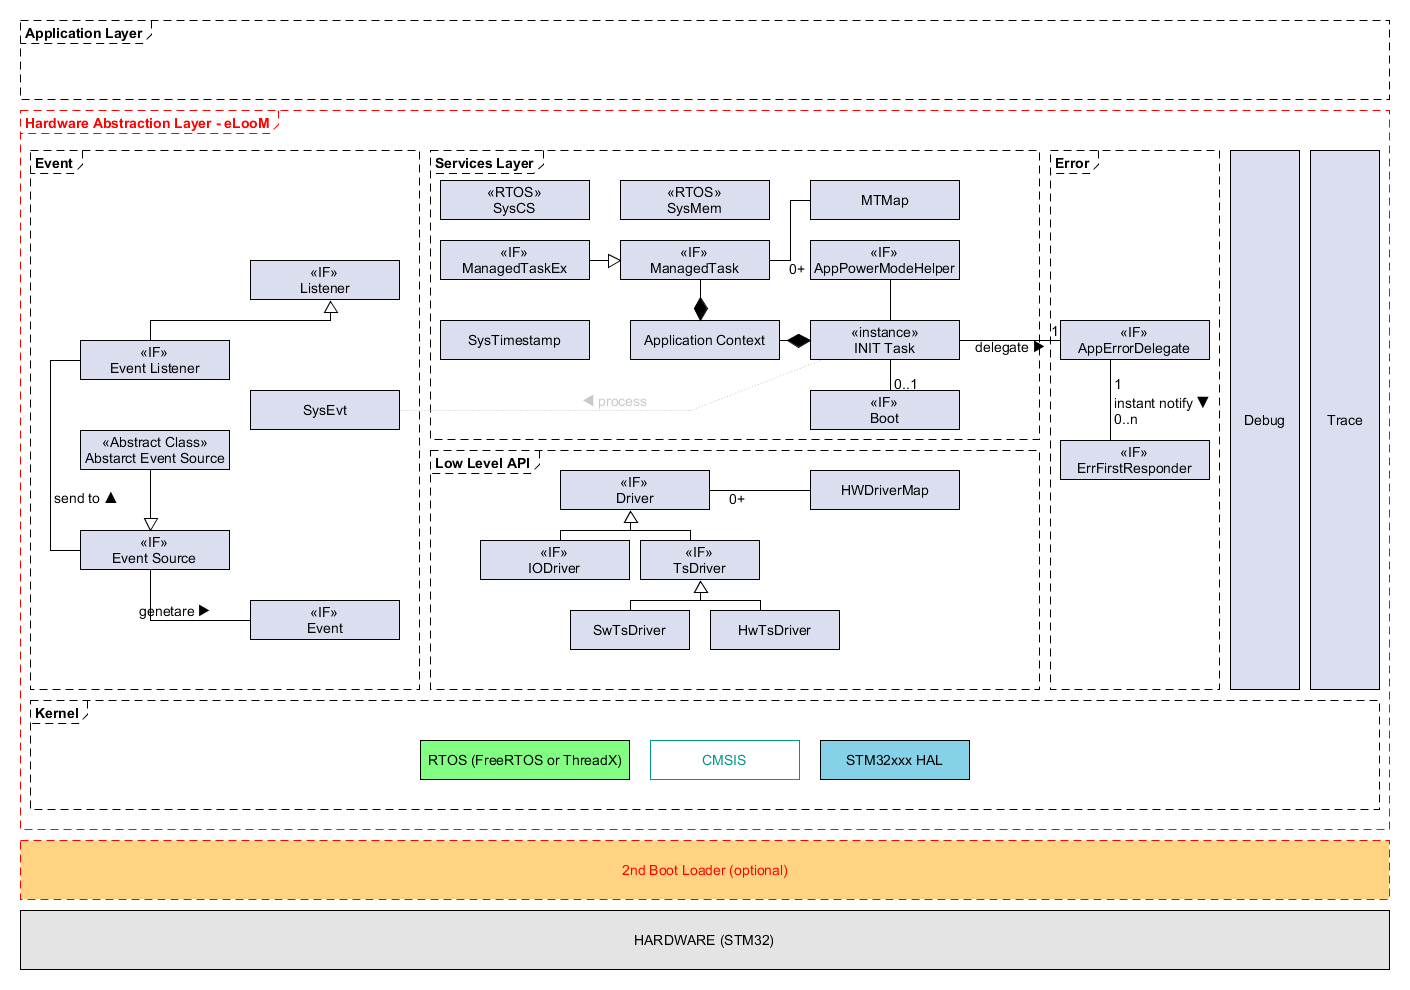 Application Layer
Hardware Abstraction Layer - eLooM
Event
«IF»
Listener
«IF»
Event Listener
SysEvt
«Abstract Class»
Abstarct Event Source
send to ▲
«IF»
Event Source
genetare ▶
«IF»
Event
Services Layer
«RTOS»
SysCS
«RTOS»
SysMem
MTMap
«IF»
ManagedTaskEx
«IF»
ManagedTask
0+
«IF»
AppPowerModeHelper
SysTimestamp
Application Context
«instance»
INIT Task
delegate ▶
1
◀ process
0..1
«IF»
Boot
Low Level API
«IF»
Driver
0+
HWDriverMap
«IF»
IODriver
«IF»
TsDriver
SwTsDriver
HwTsDriver
Error
«IF»
AppErrorDelegate
1
instant notify ▼
0..n
«IF»
ErrFirstResponder
Debug
Trace
Kernel
RTOS (FreeRTOS or ThreadX)
CMSIS
STM32xxx HAL
2nd Boot Loader (optional)
HARDWARE (STM32)